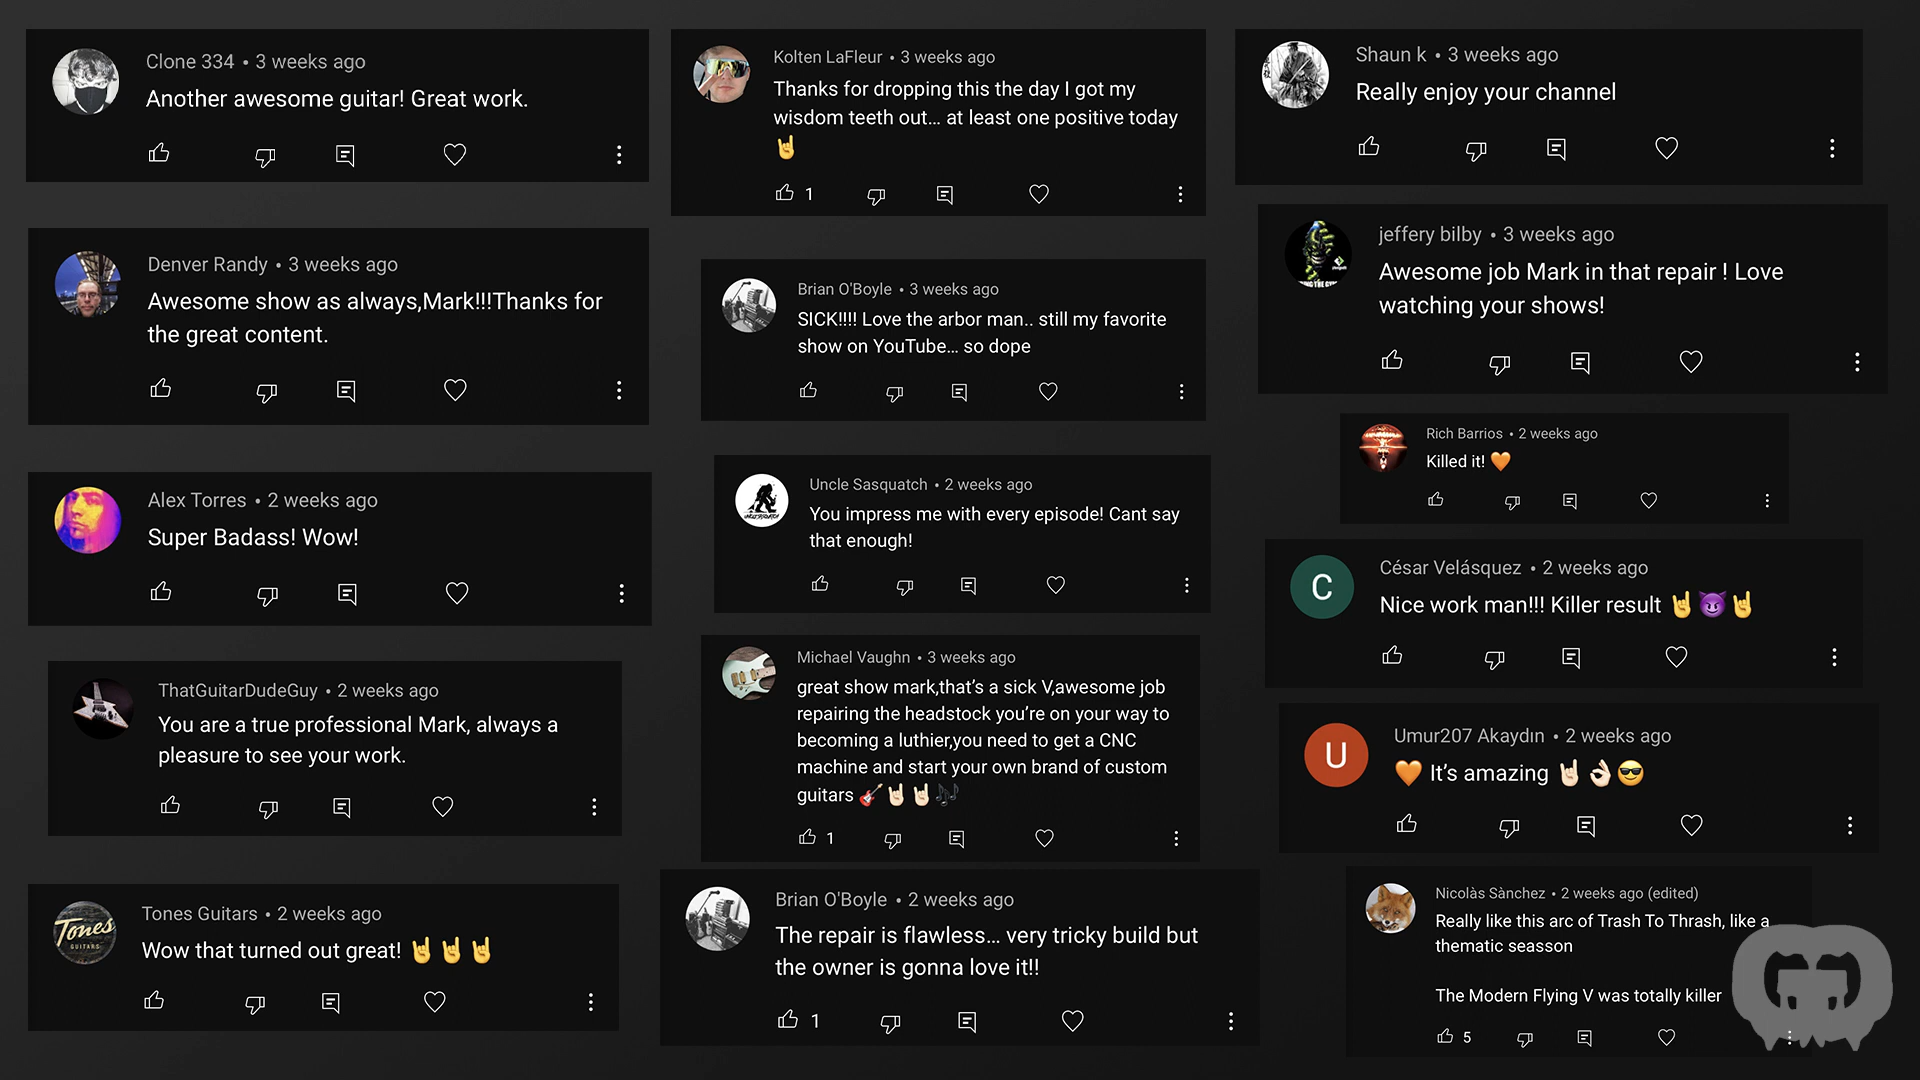 Clone 334 • 3 weeks ago
Another awesome guitar! Great work.
Denver Randy • 3 weeks ago
Awesome show as always,Mark!!!Thanks for
the great content.
Alex Torres • 2 weeks ago
Super Badass! Wow!
ThatGuitarDudeGuy • 2 weeks ago
You are a true professional Mark, always a
pleasure to see your work.
Tones
GUITARS
Tones Guitars • 2 weeks ago
Wow that turned out great! 🤘🤘🤘
Kolten LaFleur • 3 weeks ago
Thanks for dropping this the day I got my
wisdom teeth out... at least one positive today
🤘
1
Brian O'Boyle • 3 weeks ago
SICK!!!! Love the arbor man.. still my favorite
show on YouTube... so dope
Uncle Sasquatch • 2 weeks ago
You impress me with every episode! Cant say
that enough!
Michael Vaughn • 3 weeks ago
great show mark,that's a sick V,awesome job
repairing the headstock you're on your way to
becoming a luthier,you need to get a CNC
machine and start your own brand of custom
guitars 🎸🤘🏻🤘🏻🎶
1
Brian O'Boyle • 2 weeks ago
The repair is flawless... very tricky build but
the owner is gonna love it!!
1
Shaun k • 3 weeks ago
Really enjoy your channel
jeffery bilby • 3 weeks ago
Awesome job Mark in that repair ! Love
watching your shows!
Rich Barrios • 2 weeks ago
Killed it! 🧡
C
César Velásquez • 2 weeks ago
Nice work man!!! Killer result 🤘😈🤘
U
Umur207 Akaydın • 2 weeks ago
🧡 It's amazing 🤘🏻👌🏻😎
Nicolàs Sànchez • 2 weeks ago (edited)
Really like this arc of Trash To Thrash, like a
thematic seasson
The Modern Flying V was totally killer
5